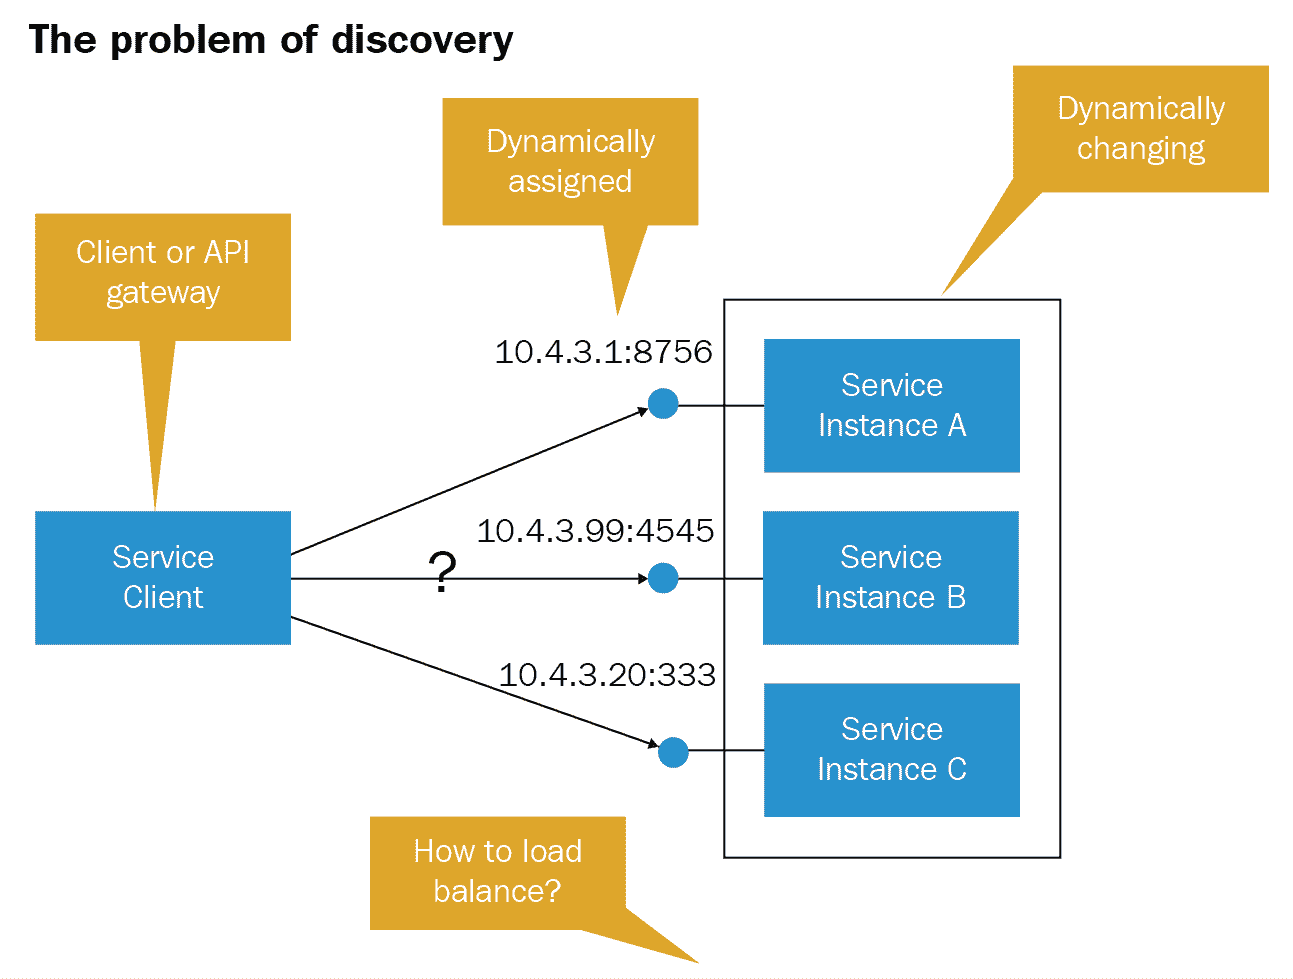 The problem of discovery
Dynamically
changing
Dynamically
assigned
Client or API
gateway
10.4.3.1:8756
Service
Instance A
10.4.3.99:4545
?
Service
Client
Service
Instance B
10.4.3.20:333
Service
Instance C
How to load
balance?